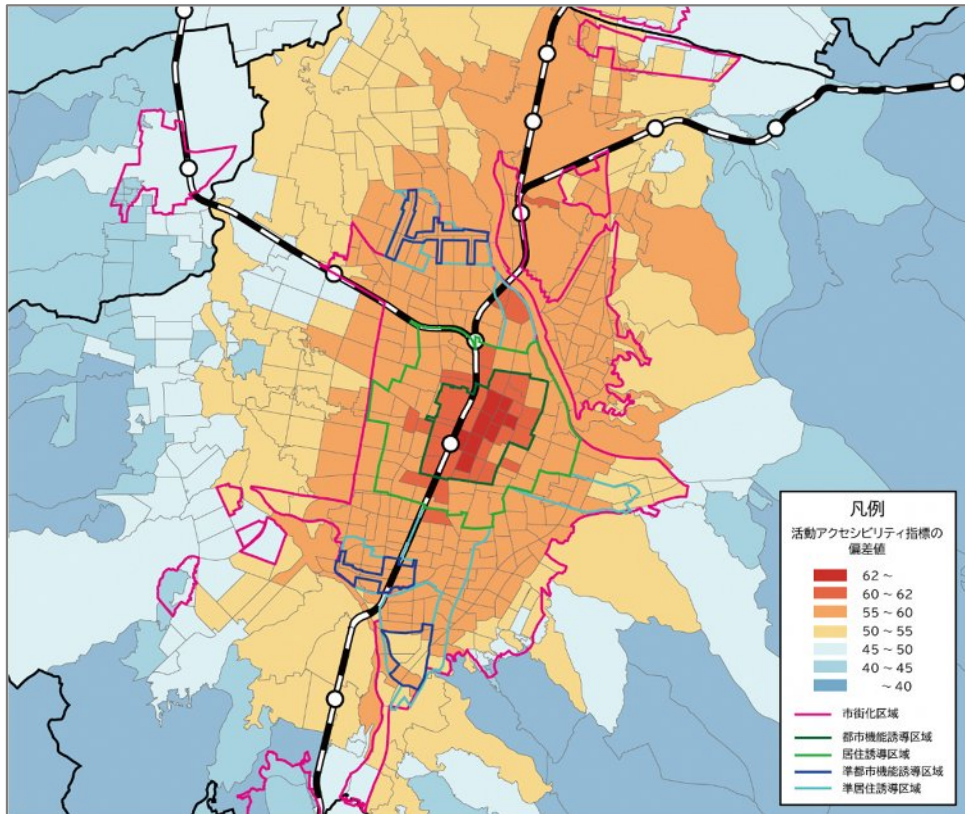 凡例
活動アクセシビリティ指標の
偏差値
62 ~
60 ~ 62
55 ~ 60
50 ~ 55
45 ~ 50
40 ~ 45
~ 40
市街化区域
都市機能誘導区域
居住誘導区域
準都市機能誘導区域
準居住誘導区域